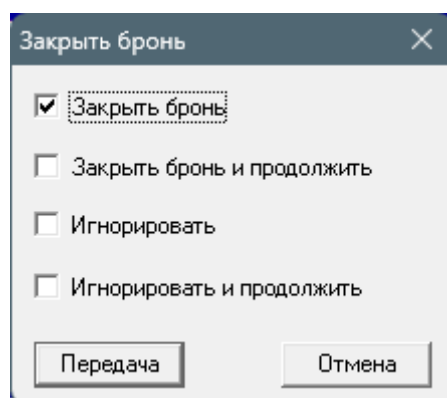 Закрыть бронь
Закрыть бронь
Закрыть бронь и продолжить
Игнорировать
Игнорировать и продолжить
Передача Отмена